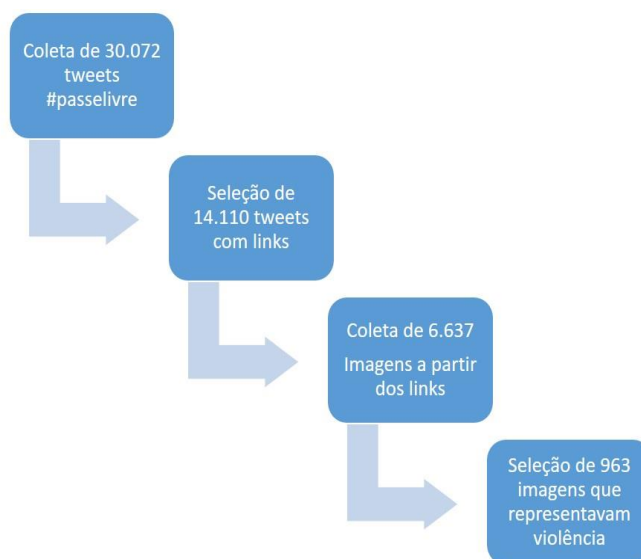 Coleta de 30.072
tweets
#passelivre
Seleção de
14.110 tweets
com links
Coleta de 6.637
Imagens a partir
dos links
Seleção de 963
imagens que
representavam
violência